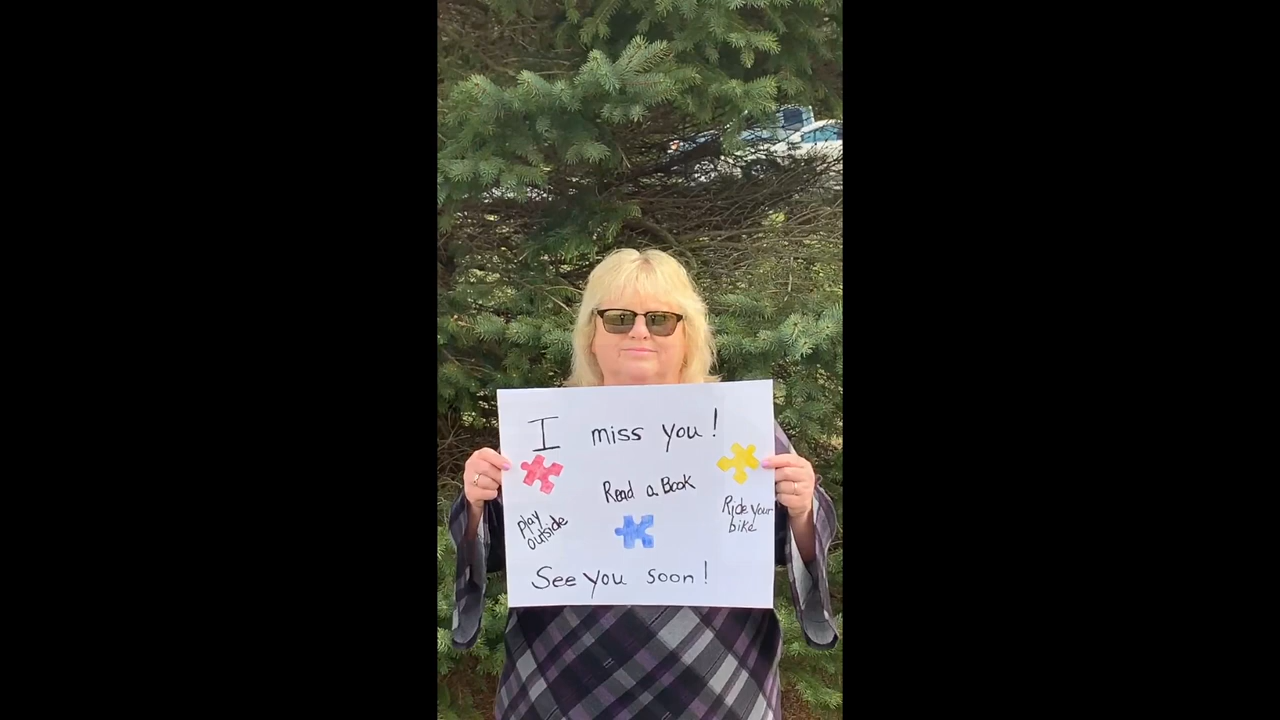 I miss you!
Read a Book
play
outside
Ride your
bike
See you soon!